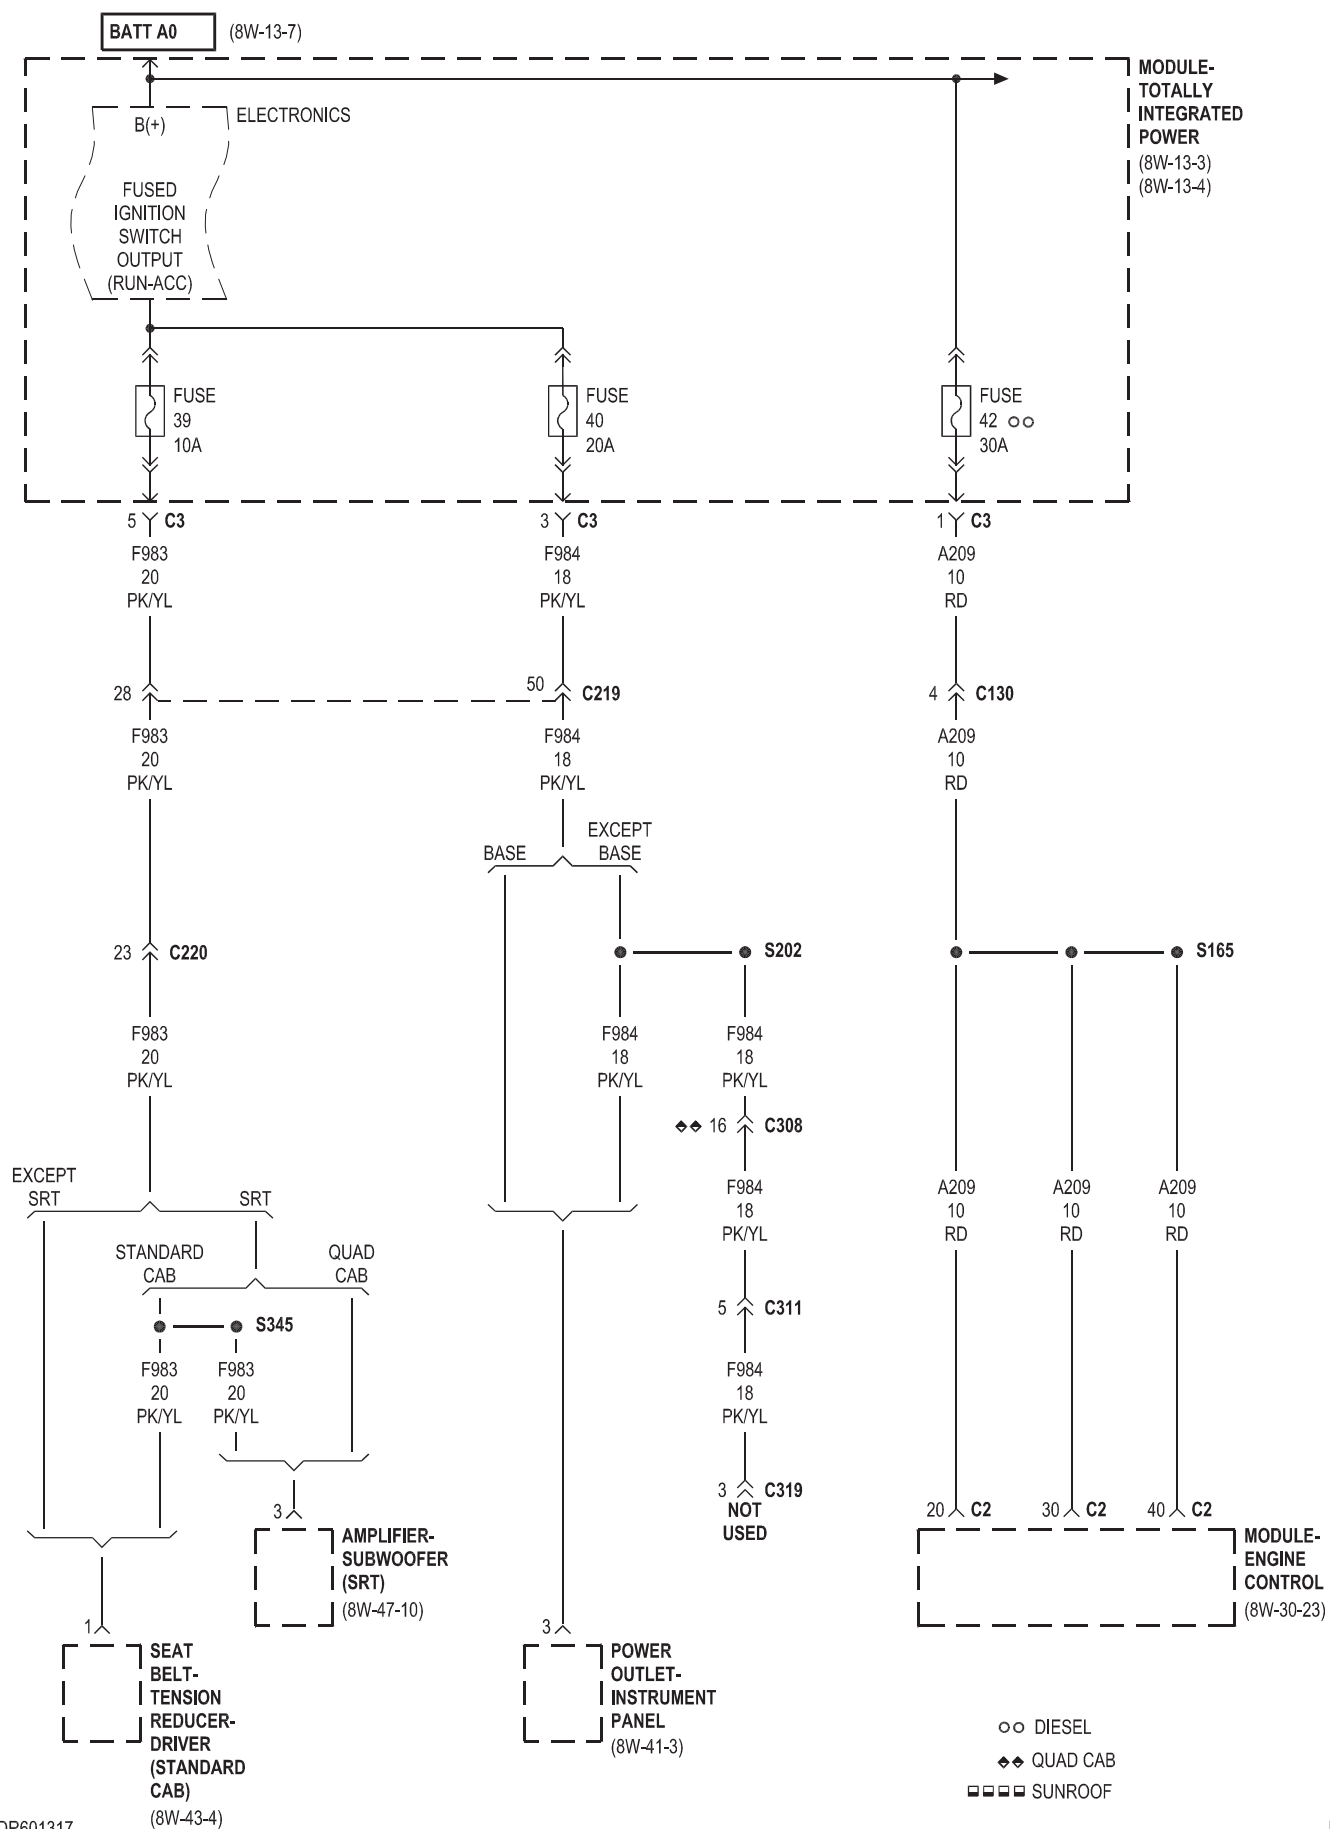 BATT A0 (8W-13-7)
MODULE-
TOTALLY
INTEGRATED
POWER
(8W-13-3)
(8W-13-4)
ELECTRONICS
B(+)
FUSED
IGNITION
SWITCH
OUTPUT
(RUN-ACC)
FUSE
39
10A
FUSE
40
20A
FUSE
42
30A
5 C3
3 C3
1 C3
F983
20
PK/YL
F984
18
PK/YL
A209
10
RD
28
50 C219
4 C130
F983
20
PK/YL
F984
18
PK/YL
A209
10
RD
BASE
EXCEPT
BASE
23 C220
S202
S165
F983
20
PK/YL
F984
18
PK/YL
F984
18
PK/YL
16 C308
EXCEPT
SRT
SRT
F984
18
PK/YL
A209
10
RD
A209
10
RD
A209
10
RD
STANDARD
CAB
QUAD
CAB
S345
5 C311
F983
20
PK/YL
F983
20
PK/YL
F984
18
PK/YL
3 C319
NOT
USED
3
AMPLIFIER-
SUBWOOFER
(SRT)
(8W-47-10)
20 C2
30 C2
40 C2
MODULE-
ENGINE
CONTROL
(8W-30-23)
1
SEAT
BELT-
TENSION
REDUCER-
DRIVER
(STANDARD
CAB)
(8W-43-4)
3
POWER
OUTLET-
INSTRUMENT
PANEL
(8W-41-3)
DIESEL
QUAD CAB
SUNROOF